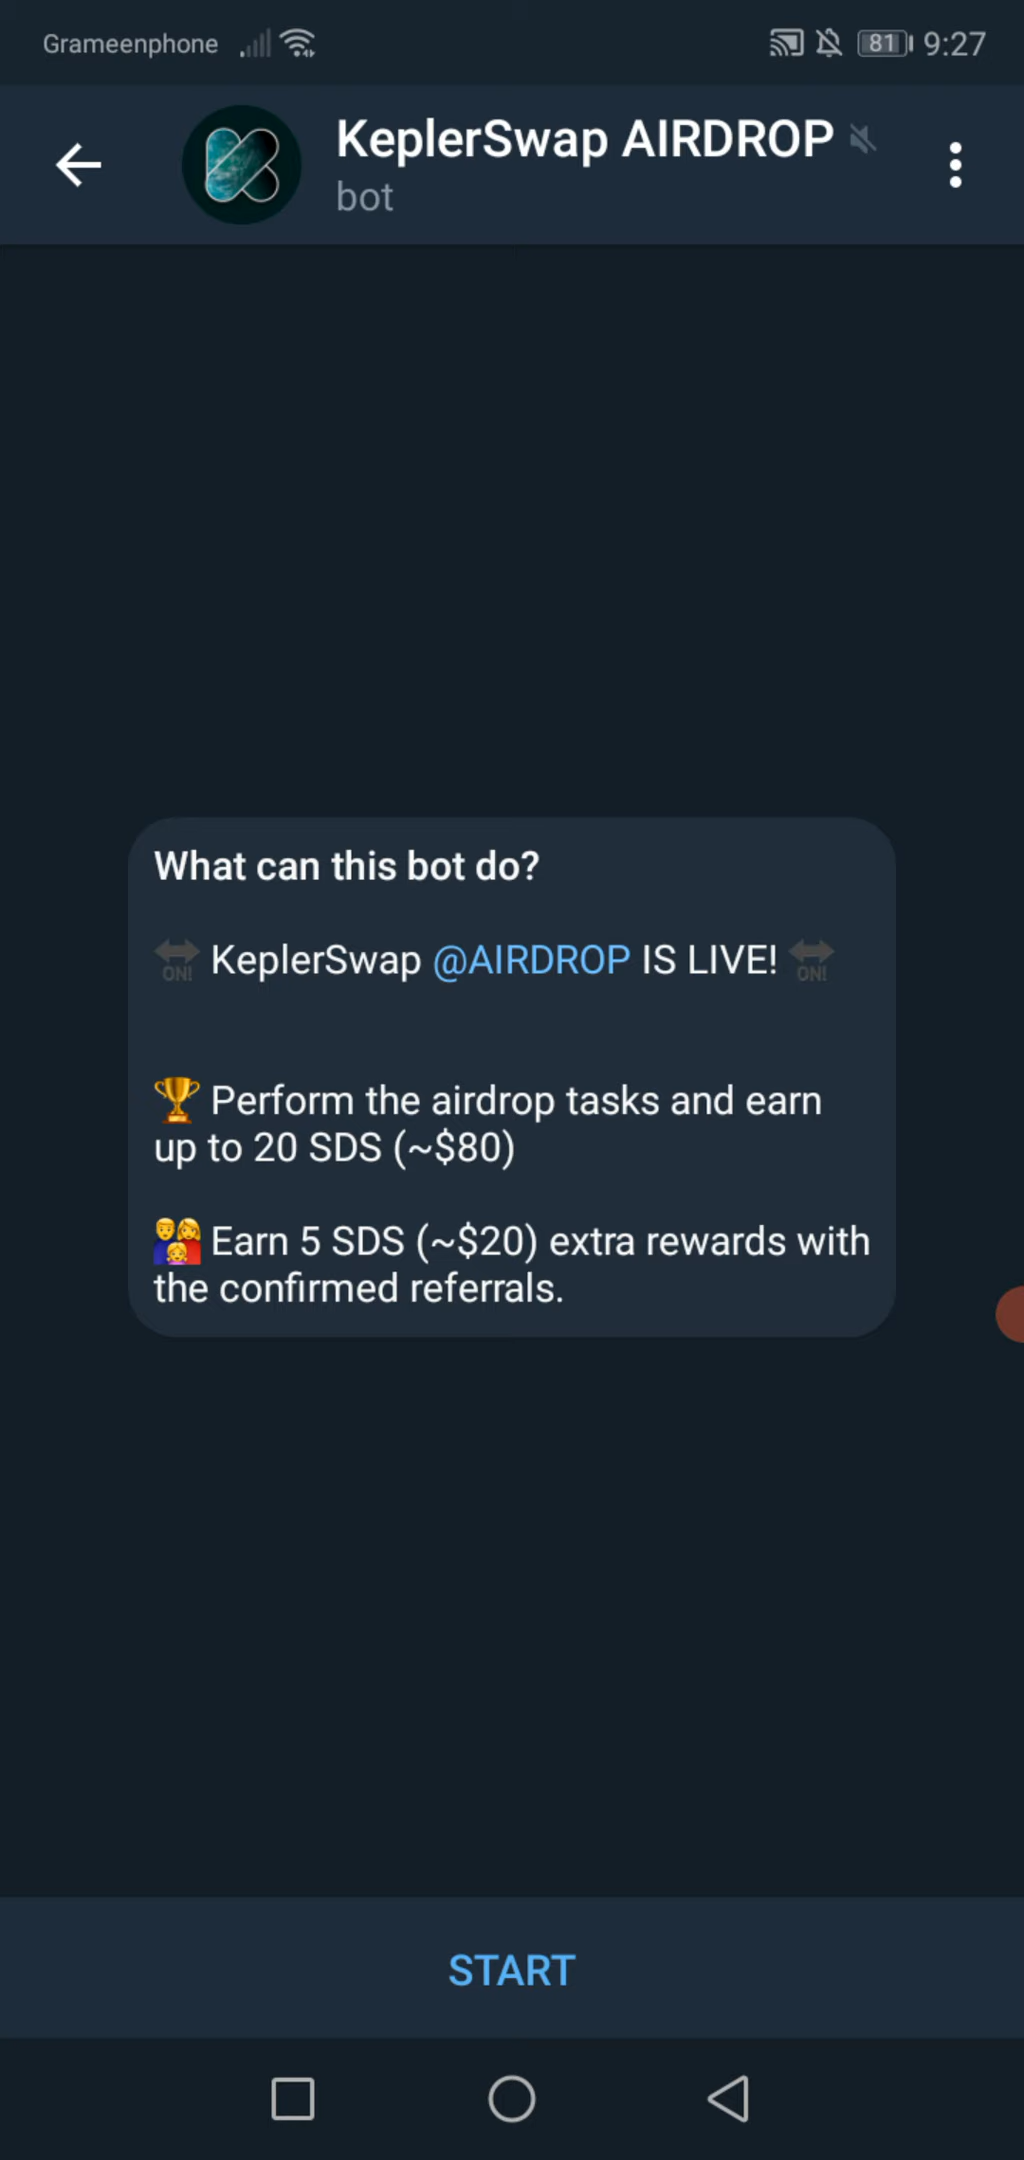 Grameenphone 81 9:27
KeplerSwap AIRDROP
bot
What can this bot do?
ON! KeplerSwap @AIRDROP IS LIVE! ON!
🏆 Perform the airdrop tasks and earn
up to 20 SDS (~$80)
👨‍👩‍👧 Earn 5 SDS (~$20) extra rewards with
the confirmed referrals.
START